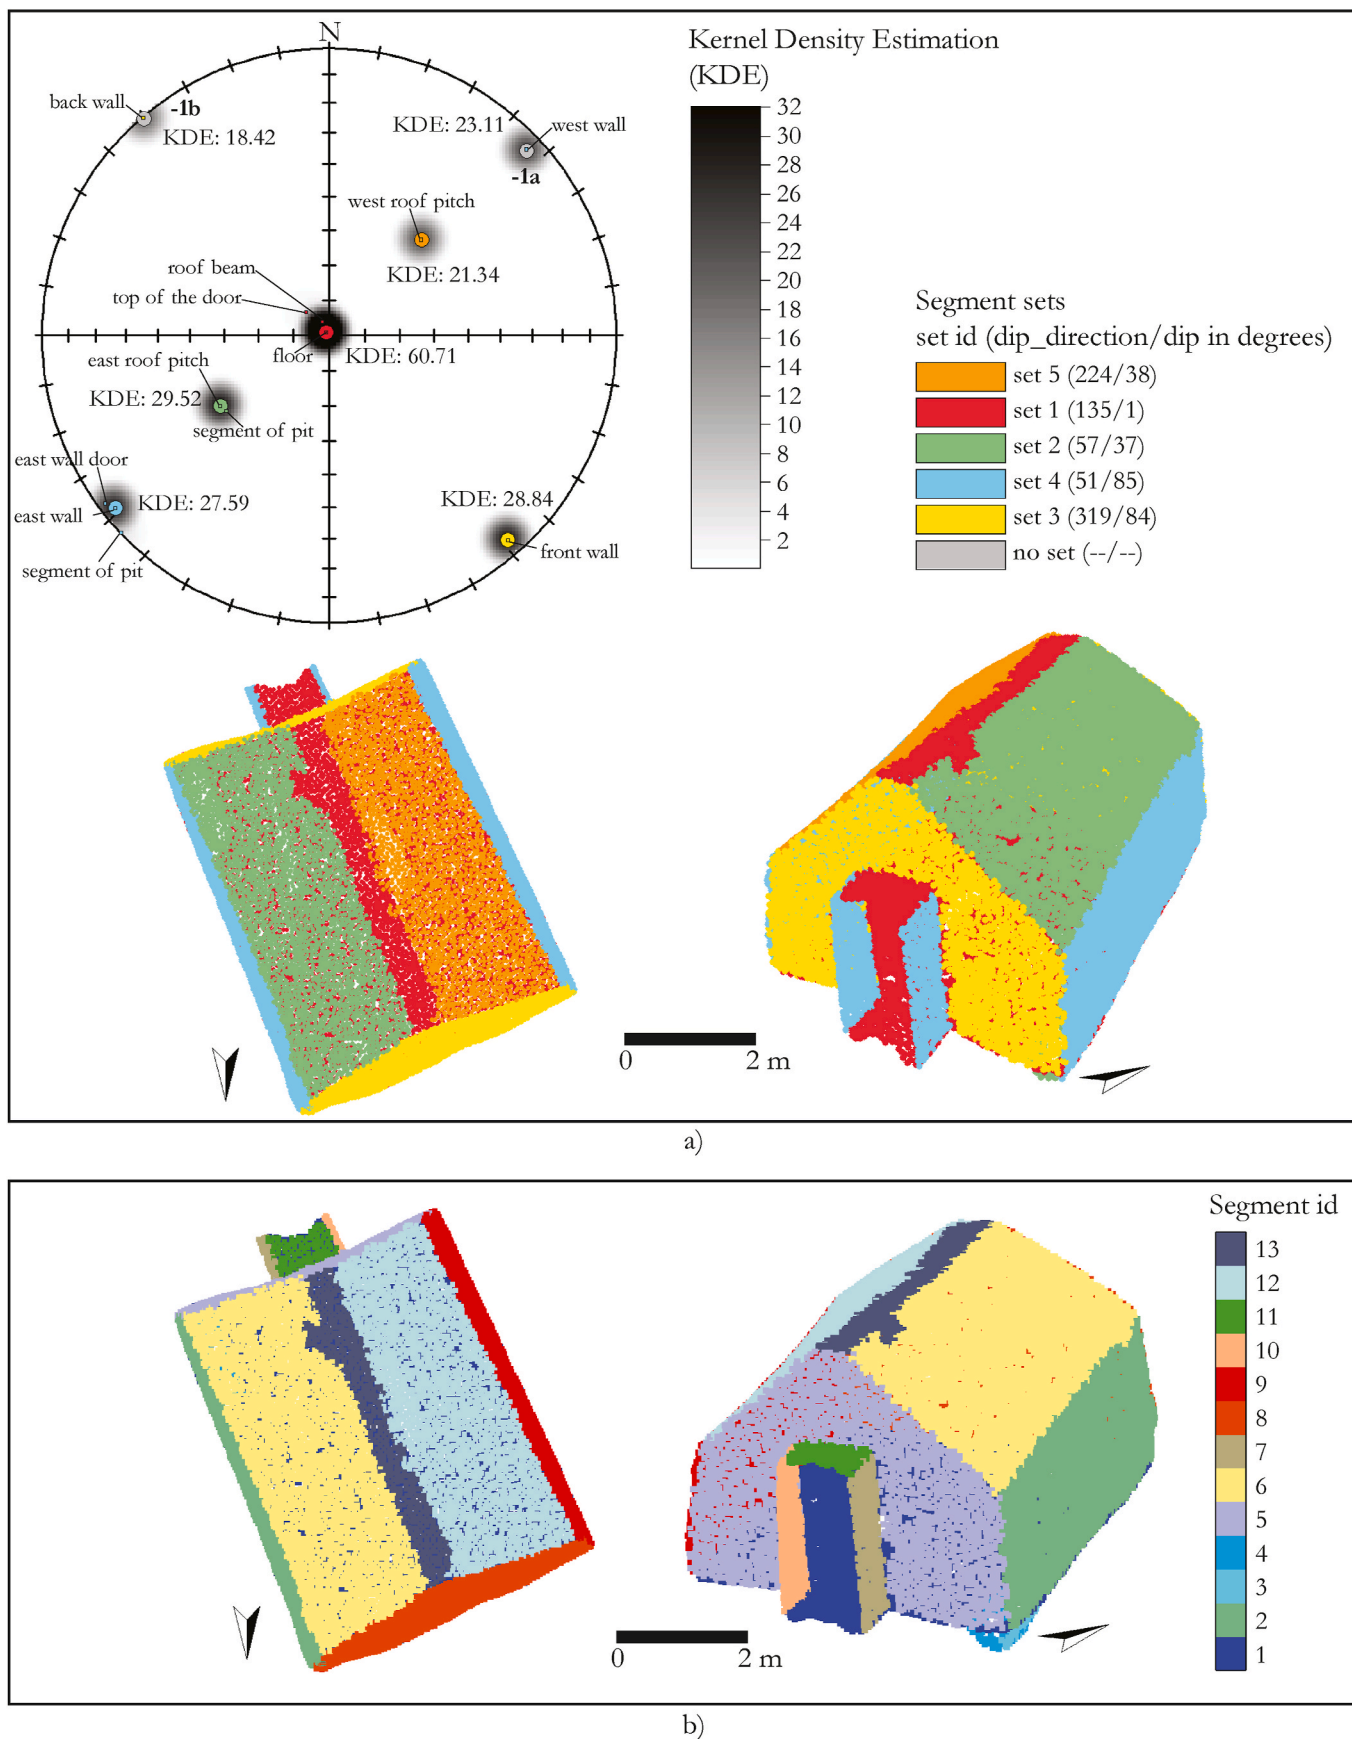 N
back wall
-1b
KDE: 18.42
KDE: 23.11
west wall
-1a
west roof pitch
KDE: 21.34
roof beam
top of the door
floor
KDE: 60.71
east roof pitch
KDE: 29.52
segment of pit
east wall door
KDE: 27.59
east wall
segment of pit
KDE: 28.84
front wall
Kernel Density Estimation
(KDE)
32
30
28
26
24
22
20
18
16
14
12
10
8
6
4
2
Segment sets
set id (dip_direction/dip in degrees)
set 5 (224/38)
set 1 (135/1)
set 2 (57/37)
set 4 (51/85)
set 3 (319/84)
no set (--/--)
0 2 m
a)
Segment id
13
12
11
10
9
8
7
6
5
4
3
2
1
0 2 m
b)